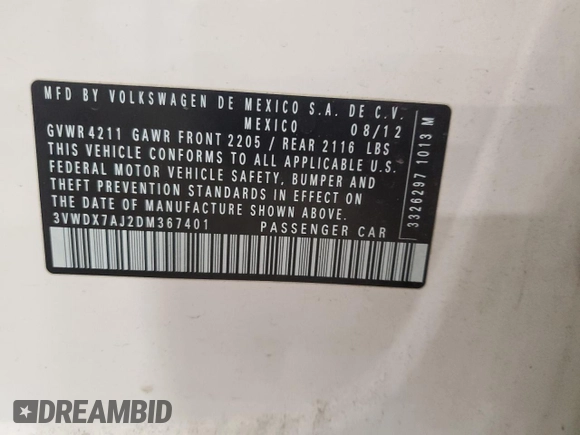 MFD BY VOLKSWAGEN DE MEXICO S.A. DE C.V.
MEXICO 08/12
GVWR 4211 GAWR FRONT 2205 / REAR 2116 LBS
THIS VEHICLE CONFORMS TO ALL APPLICABLE U.S.
FEDERAL MOTOR VEHICLE SAFETY, BUMPER AND
THEFT PREVENTION STANDARDS IN EFFECT ON
THE DATE OF MANUFACTURE SHOWN ABOVE.
3VWDX7AJ2DM367401 PASSENGER CAR
3326297 1013 M
DREAMBID